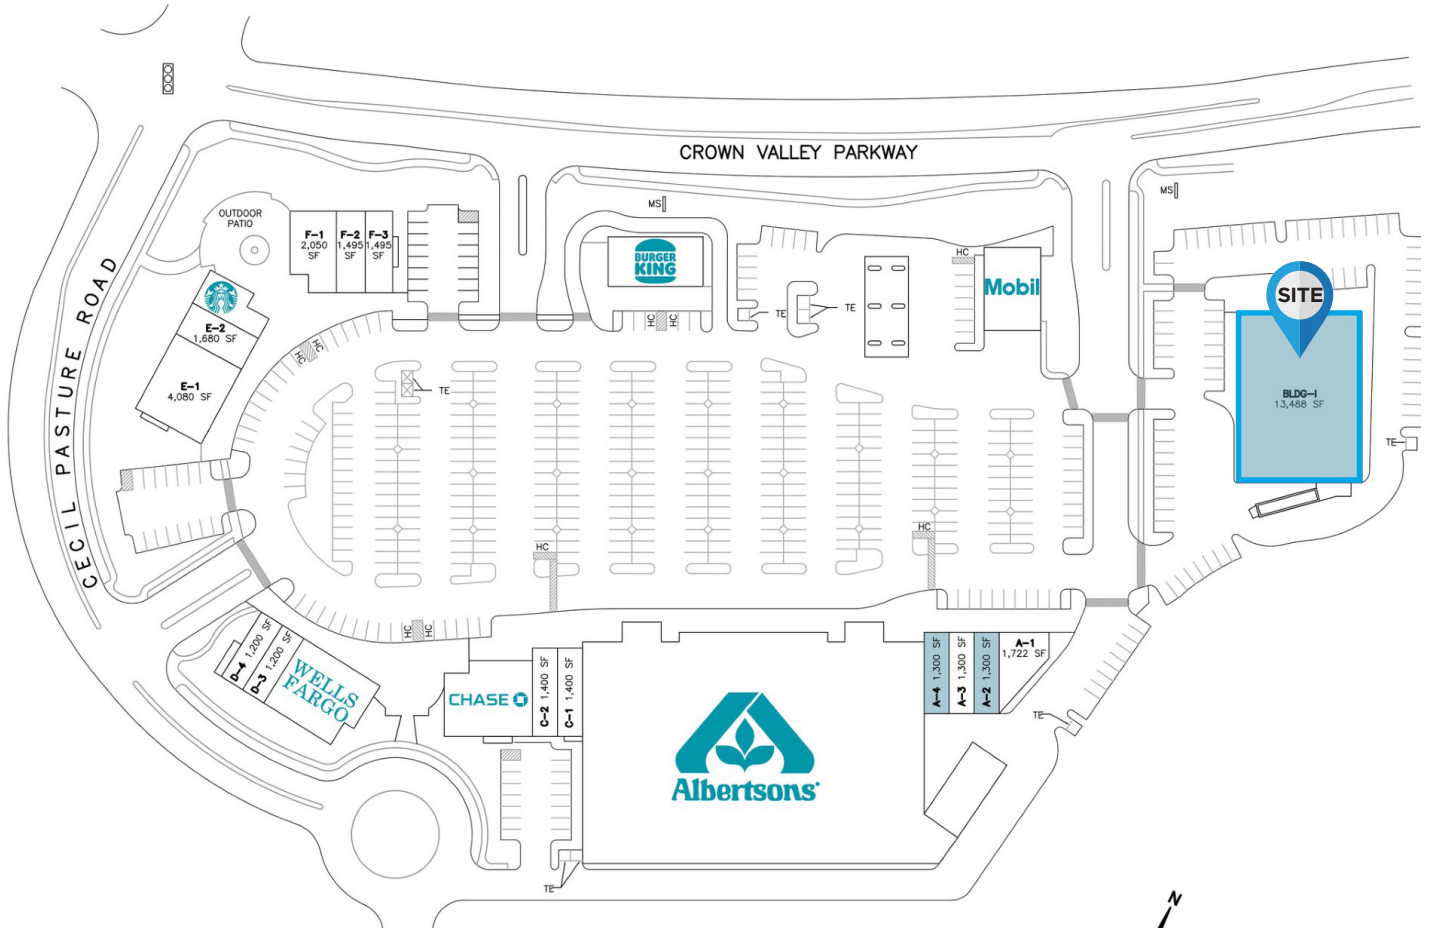 CROWN VALLEY PARKWAY
MS
MS
OUTDOOR
PATIO
F-1
2,050
SF
F-2
1,495
SF
F-3
1,495
SF
BURGER
KING
HC
Mobil
SITE
CECIL PASTURE ROAD
E-2
1,680 SF
E-1
4,080 SF
HC
HC
HC
HC
TE
TE
TE
BLDG-I
13,488 SF
TE
HC
HC
HC
HC
D-4 1,200 SF
D-3 1,200 SF
WELLS
FARGO
CHASE
C-2 1,400 SF
C-1 1,400 SF
Albertsons
A-4 1,300 SF
A-3 1,300 SF
A-2 1,300 SF
A-1
1,722 SF
TE
TE
N